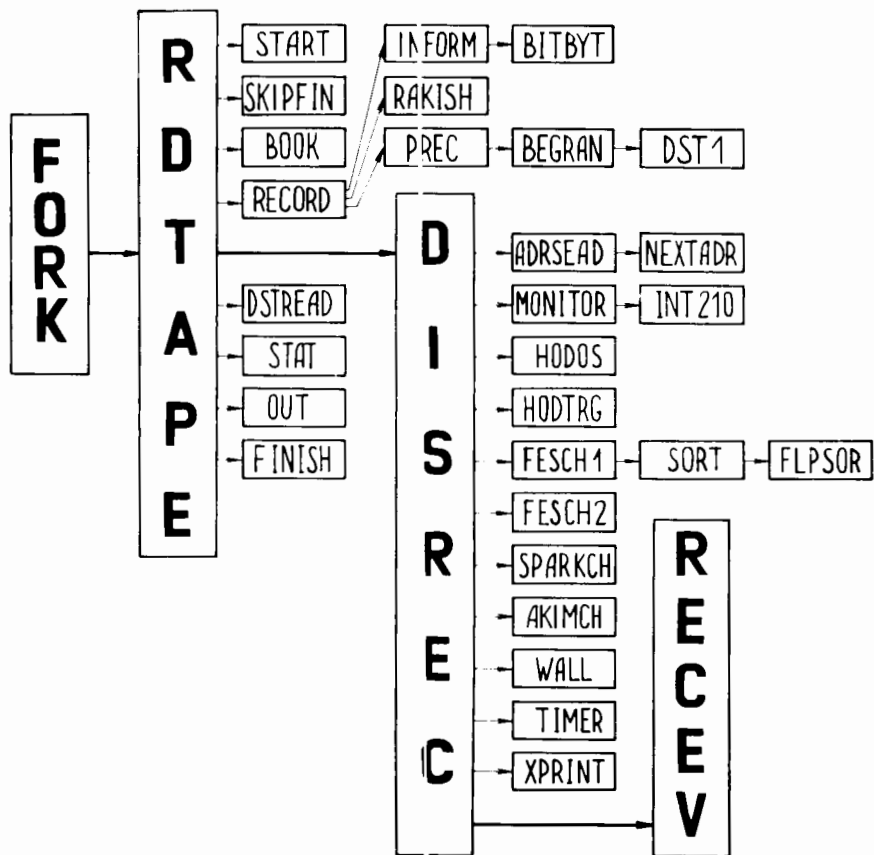 FORK
RDTAPE
START
SKIPFIN
BOOK
RECORD
INFORM
BITBYT
RAKISH
PREC
BEGRAN
DST1
DSTREAD
STAT
OUT
FINISH
DISREC
ADRSEAD
NEXTADR
MONITOR
INT210
HODOS
HODTRG
FESCH1
SORT
FLPSOR
FESCH2
SPARKCH
AKIMCH
WALL
TIMER
XPRINT
RECEV